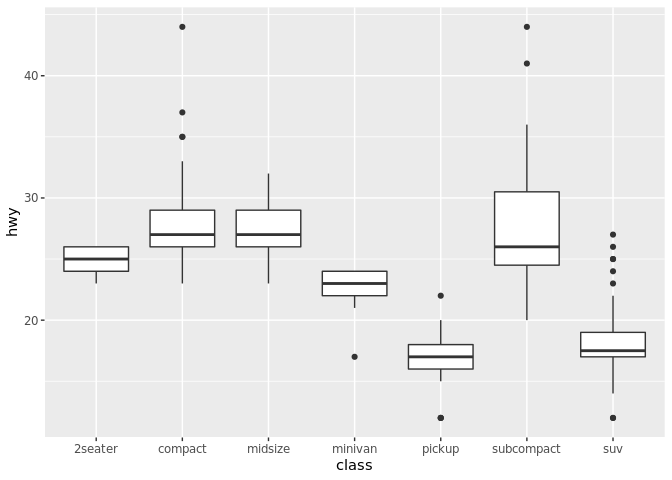 40
30
20
hwy
2seater compact midsize minivan pickup subcompact suv
class